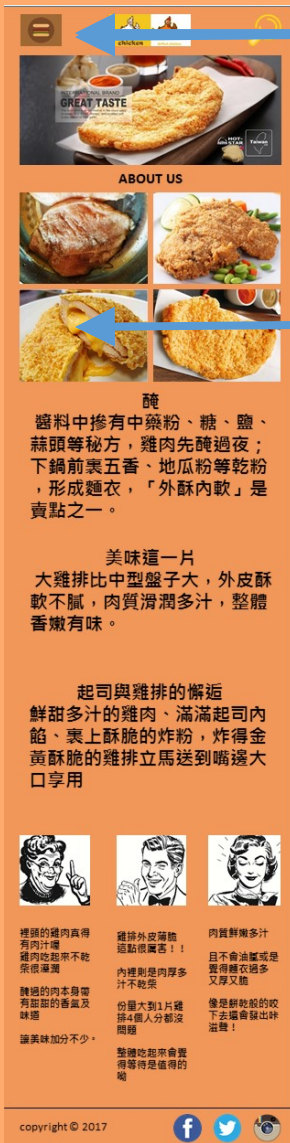 chicken
INTERNATIONAL BRAND
GREAT TASTE
HOT-STAR
Taiwan
ABOUT US
醃
醬料中摻有中藥粉、糖、鹽、
蒜頭等秘方，雞肉先醃過夜；
下鍋前裹五香、地瓜粉等乾粉
，形成麵衣，「外酥內軟」是
賣點之一。
美味這一片
大雞排比中型盤子大，外皮酥
軟不膩，肉質滑潤多汁，整體
香嫩有味。
起司與雞排的懈逅
鮮甜多汁的雞肉、滿滿起司內
餡、裹上酥脆的炸粉，炸得金
黃酥脆的雞排立馬送到嘴邊大
口享用
裡頭的雞肉真得
有肉汁喔
雞肉吃起來不乾
柴很溼潤
醃過的肉本身帶
有甜甜的香氣及
味道
讓美味加分不少。
雞排外皮薄脆
這點很厲害！！
內裡則是肉厚多
汁不乾柴
份量大到1片雞
排4個人分都沒
問題
整體吃起來會覺
得等待是值得的
呦
肉質鮮嫩多汁
且不會油膩或是
覺得麵衣過多
又厚又脆
像是餅乾般的咬
下去還會發出咔
滋聲！
copyright © 2017